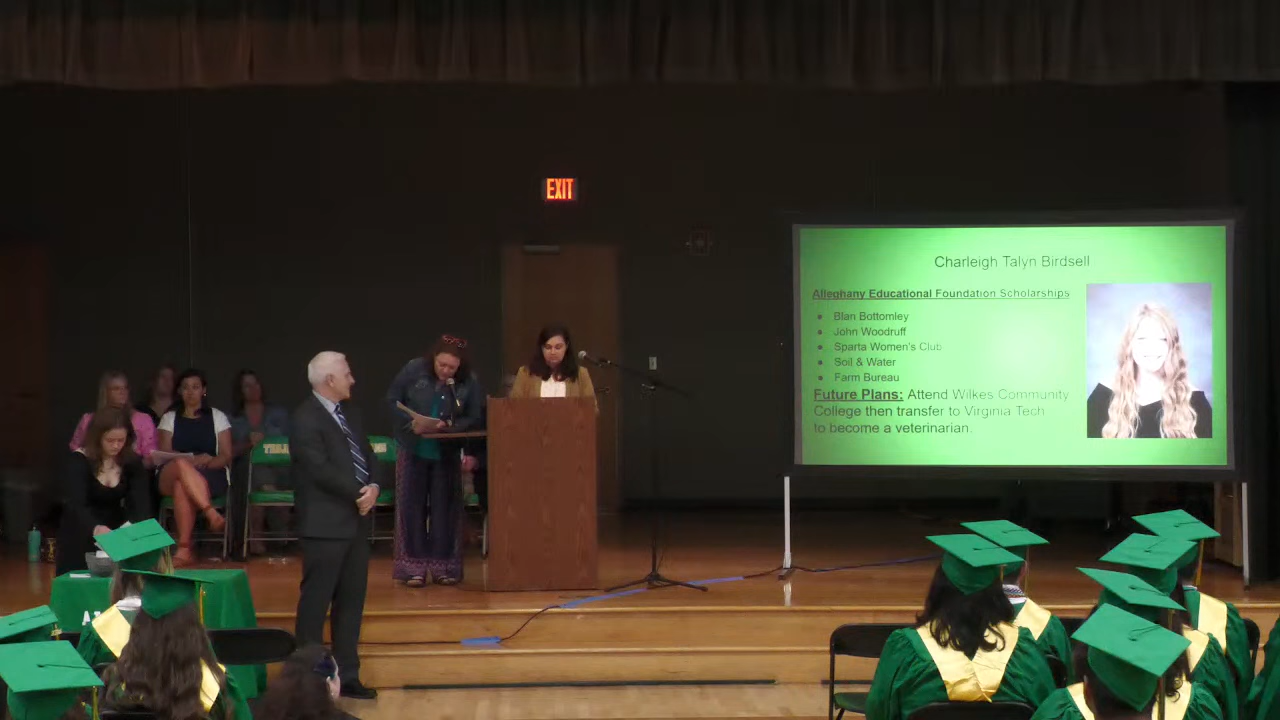 EXIT
Charleigh Talyn Birdsell
Alleghany Educational Foundation Scholarships
● Blan Bottomley
● John Woodruff
● Sparta Women's Club
● Soil & Water
● Farm Bureau
Future Plans: Attend Wilkes Community
College then transfer to Virginia Tech
to become a veterinarian.